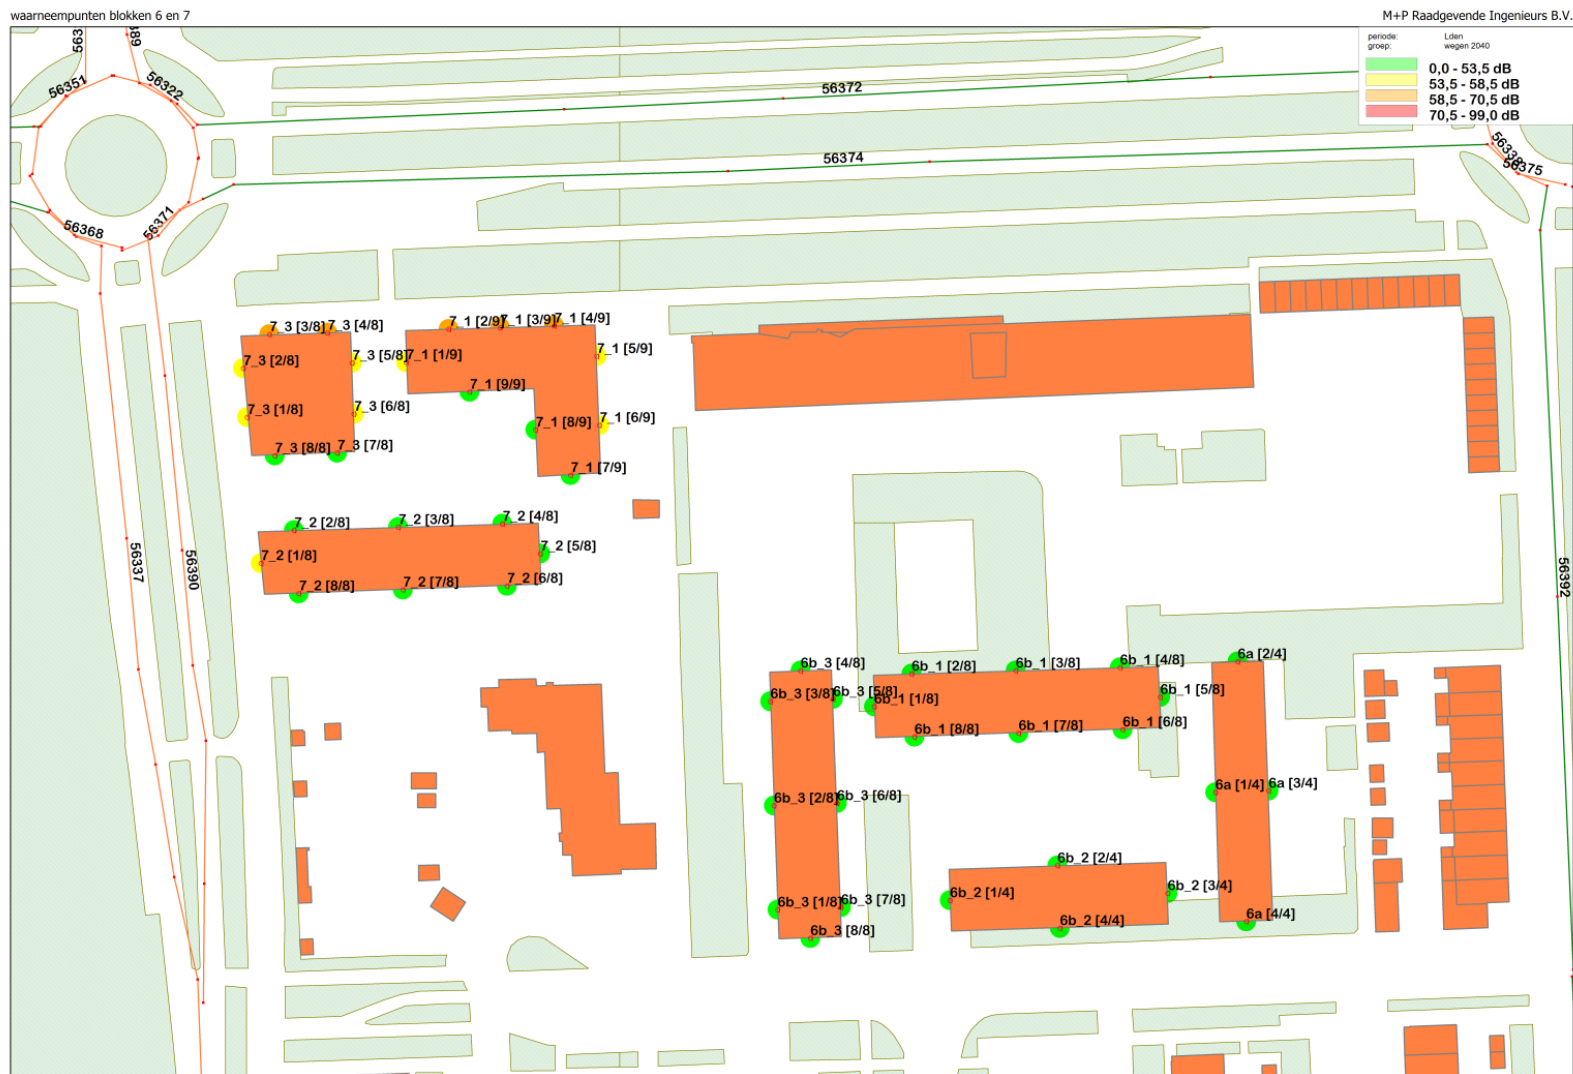 waarneempunten blokken 6 en 7
M+P Raadgevende Ingenieurs B.V.
periode: Lden
groep: wegen 2040
0,0 - 53,5 dB
53,5 - 58,5 dB
58,5 - 70,5 dB
70,5 - 99,0 dB
56351
56322
56372
56374
56338
56375
56368
56371
7_3 [3/8]
7_3 [4/8]
7_1 [2/9]
7_1 [3/9]
7_1 [4/9]
7_3 [2/8]
7_3 [5/8]
7_1 [1/9]
7_1 [5/9]
7_1 [9/9]
7_3 [1/8]
7_3 [6/8]
7_1 [8/9]
7_1 [6/9]
7_3 [8/8]
7_3 [7/8]
7_1 [7/9]
7_2 [2/8]
7_2 [3/8]
7_2 [4/8]
7_2 [1/8]
7_2 [5/8]
7_2 [8/8]
7_2 [7/8]
7_2 [6/8]
56337
56390
56392
6b_3 [4/8]
6b_1 [2/8]
6b_1 [3/8]
6b_1 [4/8]
6a [2/4]
6b_3 [3/8]
6b_3 [5/8]
6b_1 [1/8]
6b_1 [5/8]
6b_1 [8/8]
6b_1 [7/8]
6b_1 [6/8]
6b_3 [2/8]
6b_3 [6/8]
6a [1/4]
6a [3/4]
6b_2 [2/4]
6b_3 [1/8]
6b_3 [7/8]
6b_2 [1/4]
6b_2 [3/4]
6b_3 [8/8]
6b_2 [4/4]
6a [4/4]